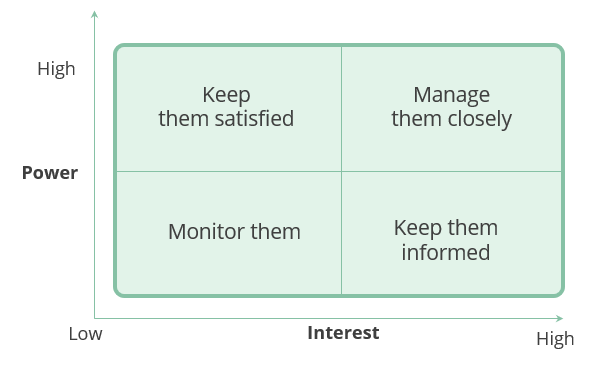 High
Keep
them satisfied
Manage
them closely
Power
Monitor them
Keep them
informed
Low
Interest
High